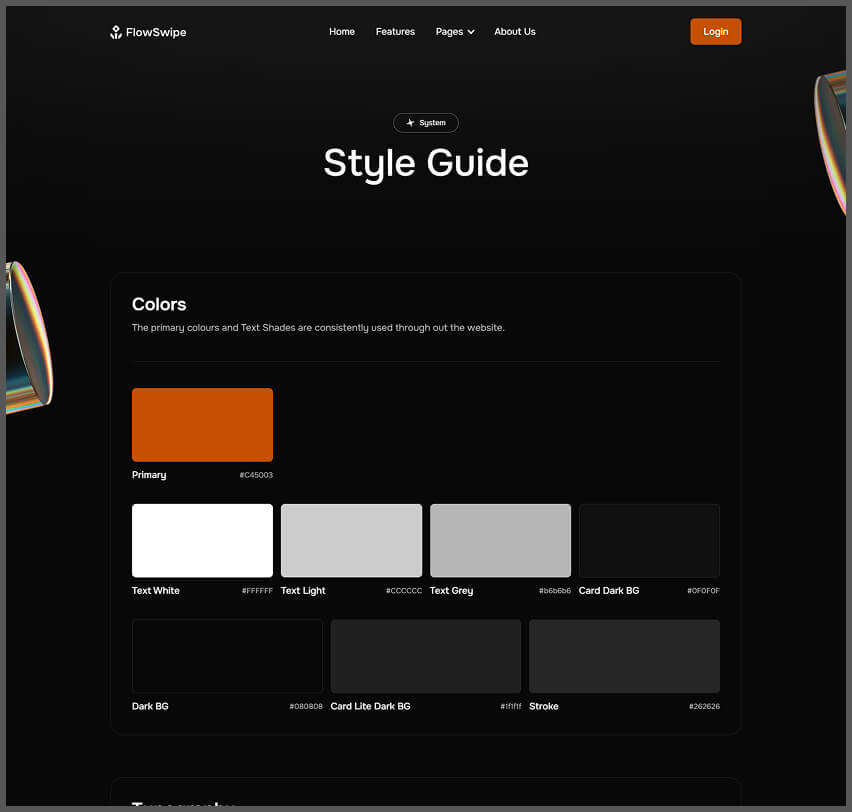 FlowSwipe
Home Features Pages About Us
Login
System
Style Guide
Colors
The primary colours and Text Shades are consistently used through out the website.
Primary #C45003
Text White #FFFFFF Text Light #CCCCCC Text Grey #b6b6b6 Card Dark BG #0F0F0F
Dark BG #080808 Card Lite Dark BG #1f1f1f Stroke #262626
Typography